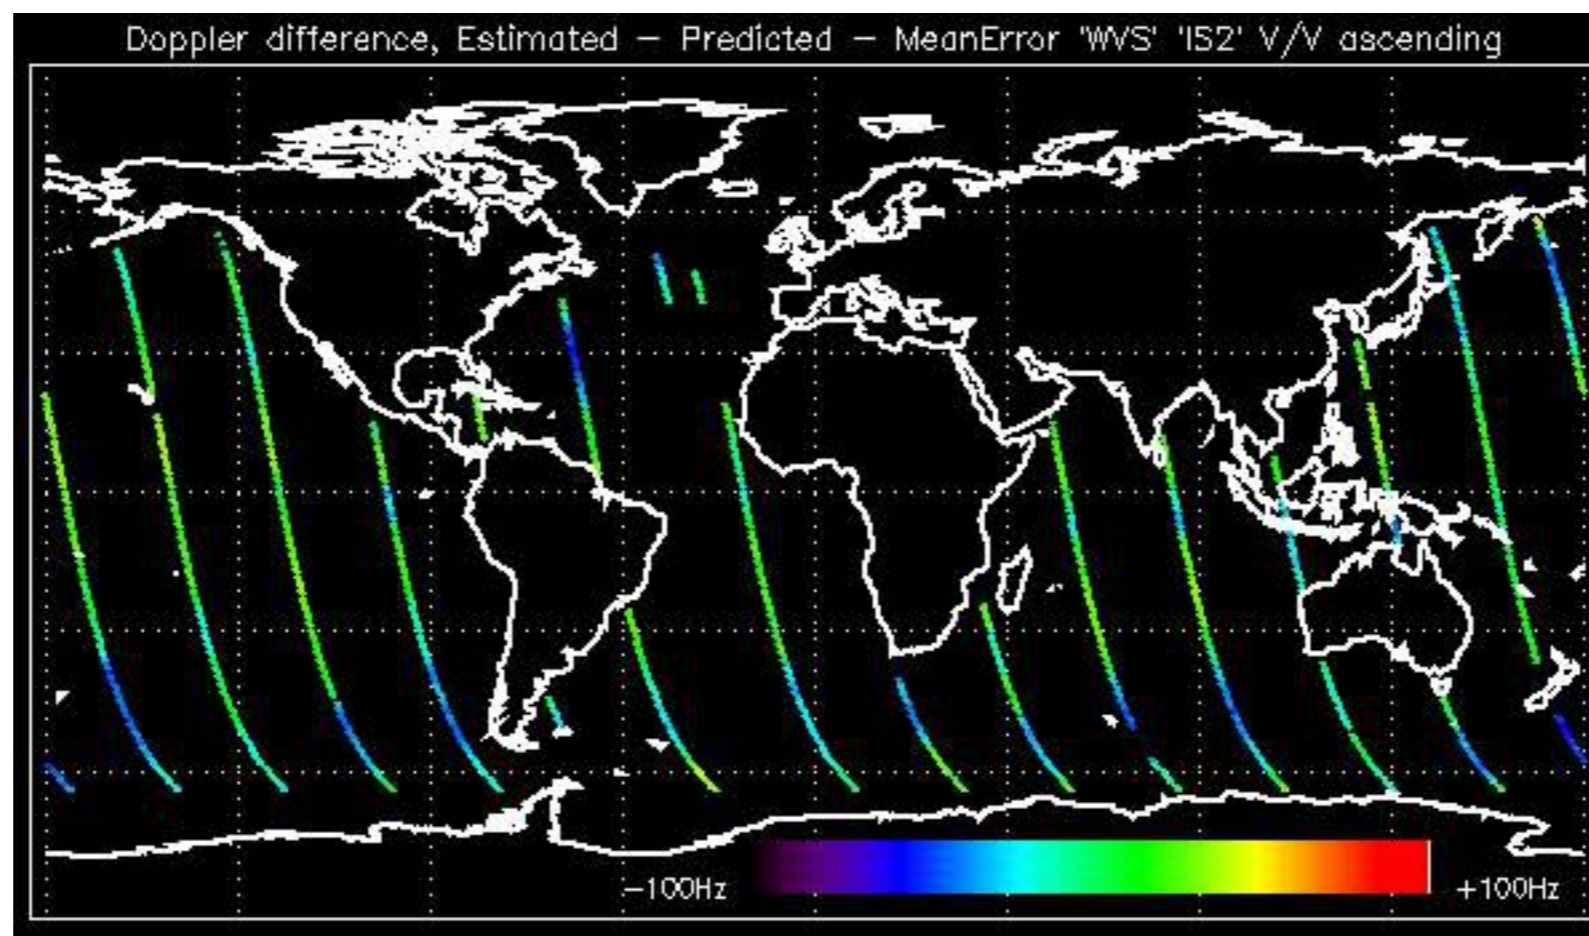 Doppler difference, Estimated – Predicted – MeanError 'WVS' 'IS2' V/V ascending
−100Hz +100Hz